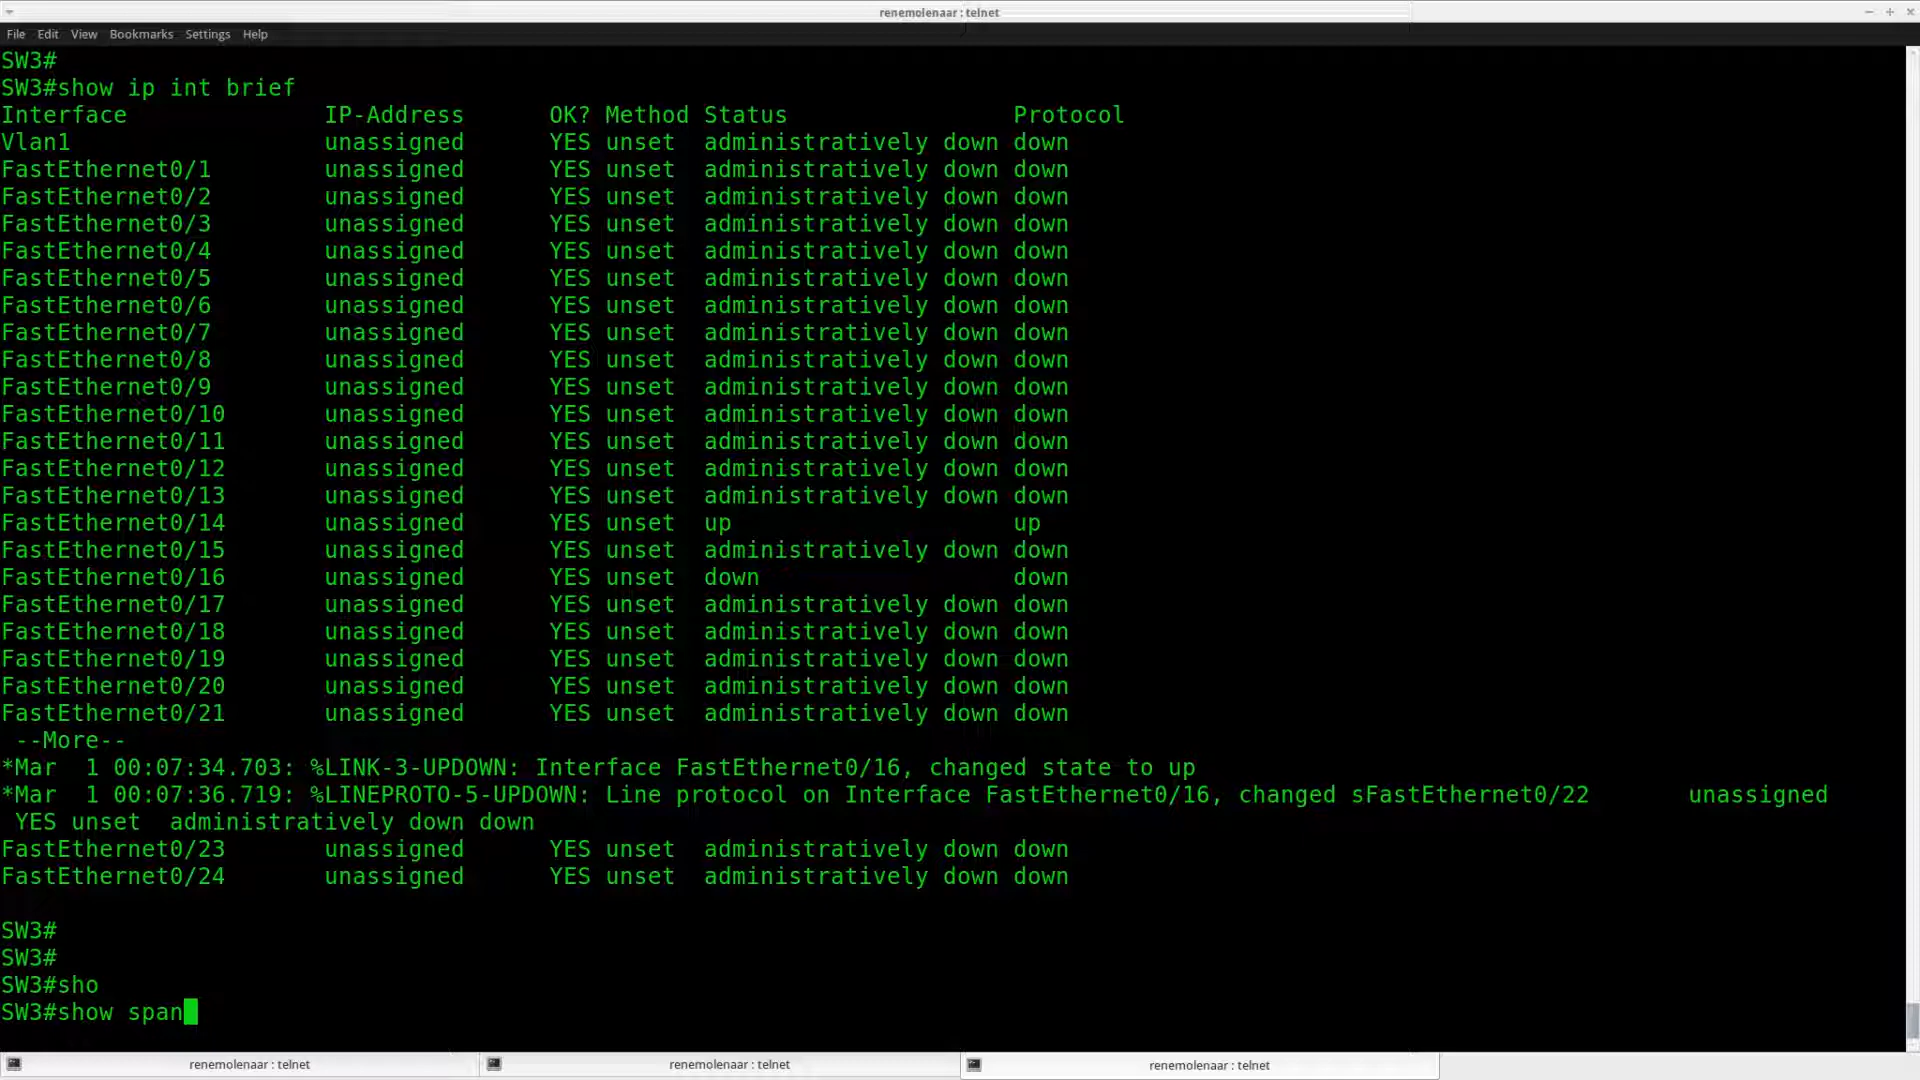 renemolenaar : telnet
File Edit View Bookmarks Settings Help
SW3#
SW3#show ip int brief
Interface              IP-Address      OK? Method Status                Protocol
Vlan1                  unassigned      YES unset  administratively down down
FastEthernet0/1        unassigned      YES unset  administratively down down
FastEthernet0/2        unassigned      YES unset  administratively down down
FastEthernet0/3        unassigned      YES unset  administratively down down
FastEthernet0/4        unassigned      YES unset  administratively down down
FastEthernet0/5        unassigned      YES unset  administratively down down
FastEthernet0/6        unassigned      YES unset  administratively down down
FastEthernet0/7        unassigned      YES unset  administratively down down
FastEthernet0/8        unassigned      YES unset  administratively down down
FastEthernet0/9        unassigned      YES unset  administratively down down
FastEthernet0/10       unassigned      YES unset  administratively down down
FastEthernet0/11       unassigned      YES unset  administratively down down
FastEthernet0/12       unassigned      YES unset  administratively down down
FastEthernet0/13       unassigned      YES unset  administratively down down
FastEthernet0/14       unassigned      YES unset  up                    up
FastEthernet0/15       unassigned      YES unset  administratively down down
FastEthernet0/16       unassigned      YES unset  down                  down
FastEthernet0/17       unassigned      YES unset  administratively down down
FastEthernet0/18       unassigned      YES unset  administratively down down
FastEthernet0/19       unassigned      YES unset  administratively down down
FastEthernet0/20       unassigned      YES unset  administratively down down
FastEthernet0/21       unassigned      YES unset  administratively down down
 --More--
*Mar  1 00:07:34.703: %LINK-3-UPDOWN: Interface FastEthernet0/16, changed state to up
*Mar  1 00:07:36.719: %LINEPROTO-5-UPDOWN: Line protocol on Interface FastEthernet0/16, changed sFastEthernet0/22       unassigned
 YES unset  administratively down down
FastEthernet0/23       unassigned      YES unset  administratively down down
FastEthernet0/24       unassigned      YES unset  administratively down down
SW3#
SW3#
SW3#sho
SW3#show span
renemolenaar : telnet renemolenaar : telnet renemolenaar : telnet